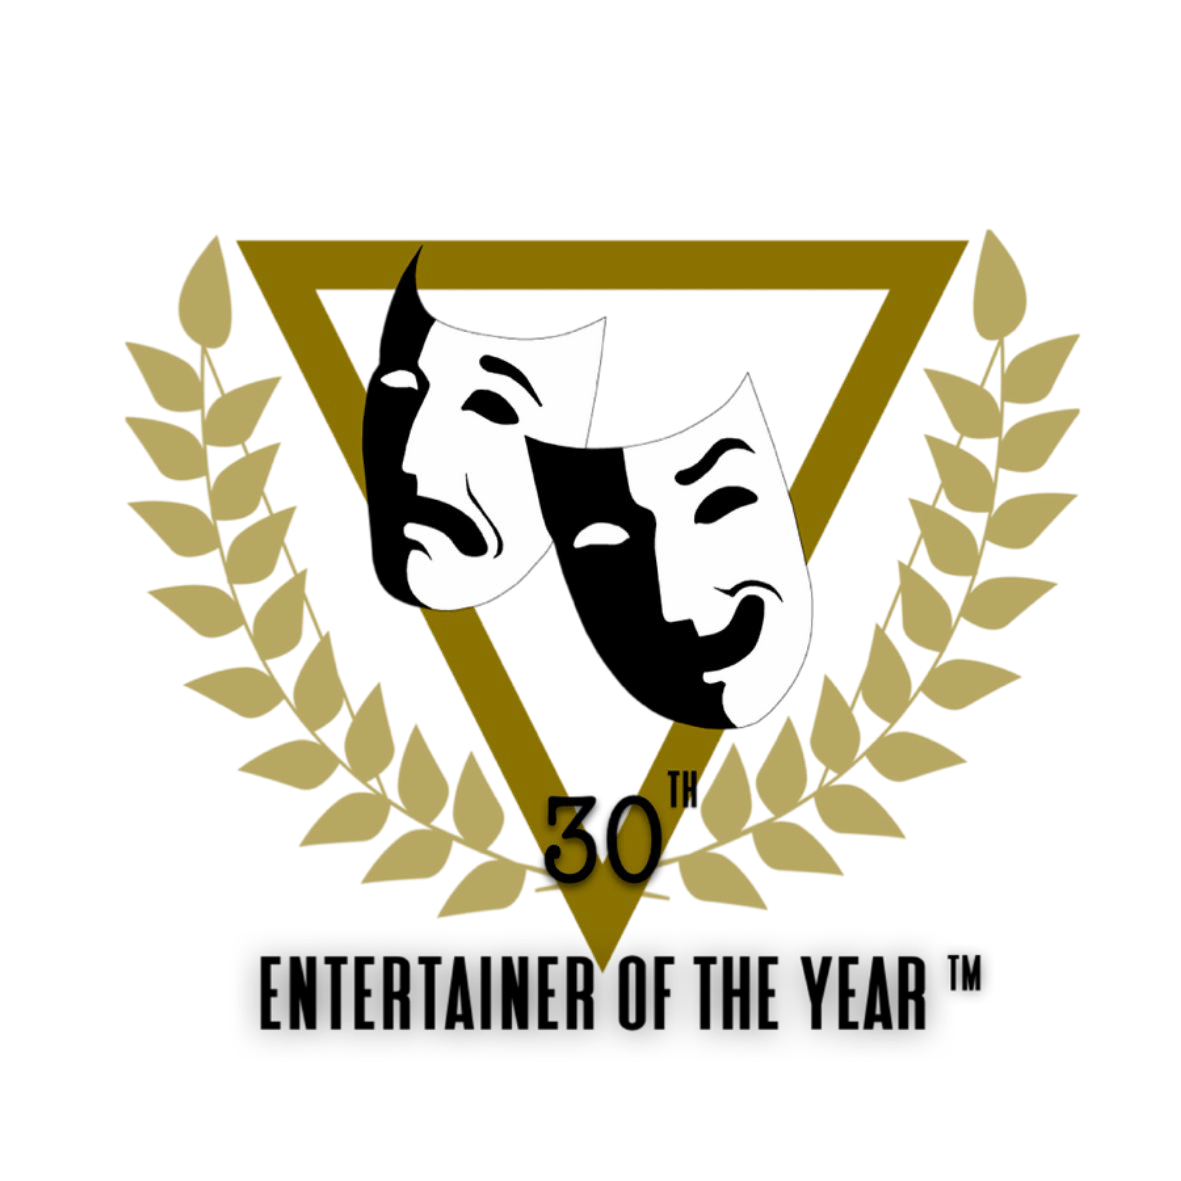 30TH
ENTERTAINER OF THE YEAR ™